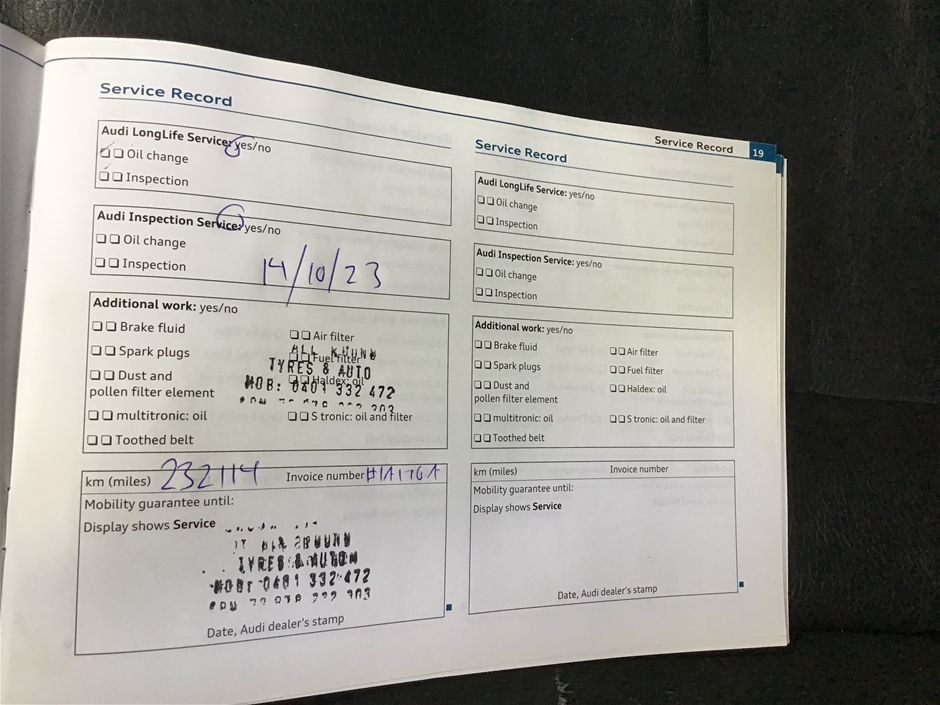 Service Record
Audi LongLife Service: yes/no
Oil change
Inspection
Audi Inspection Service: yes/no
Oil change
Inspection
14/10/23
Additional work: yes/no
Brake fluid
Air filter
Spark plugs
Fuel filter
Dust and
pollen filter element
Haldex: oil
ALL
TYRES & AUTO
MOB: 0401 332 472
multitronic: oil
S tronic: oil and filter
Toothed belt
km (miles) 232114 Invoice number
Mobility guarantee until:
Display shows Service
TYRES & AUTO
MOB: 0401 332 472
Date, Audi dealer's stamp
Service Record 19
Service Record
Audi LongLife Service: yes/no
Oil change
Inspection
Audi Inspection Service: yes/no
Oil change
Inspection
Additional work: yes/no
Brake fluid
Air filter
Spark plugs
Fuel filter
Dust and
pollen filter element
Haldex: oil
multitronic: oil
S tronic: oil and filter
Toothed belt
km (miles) Invoice number
Mobility guarantee until:
Display shows Service
Date, Audi dealer's stamp